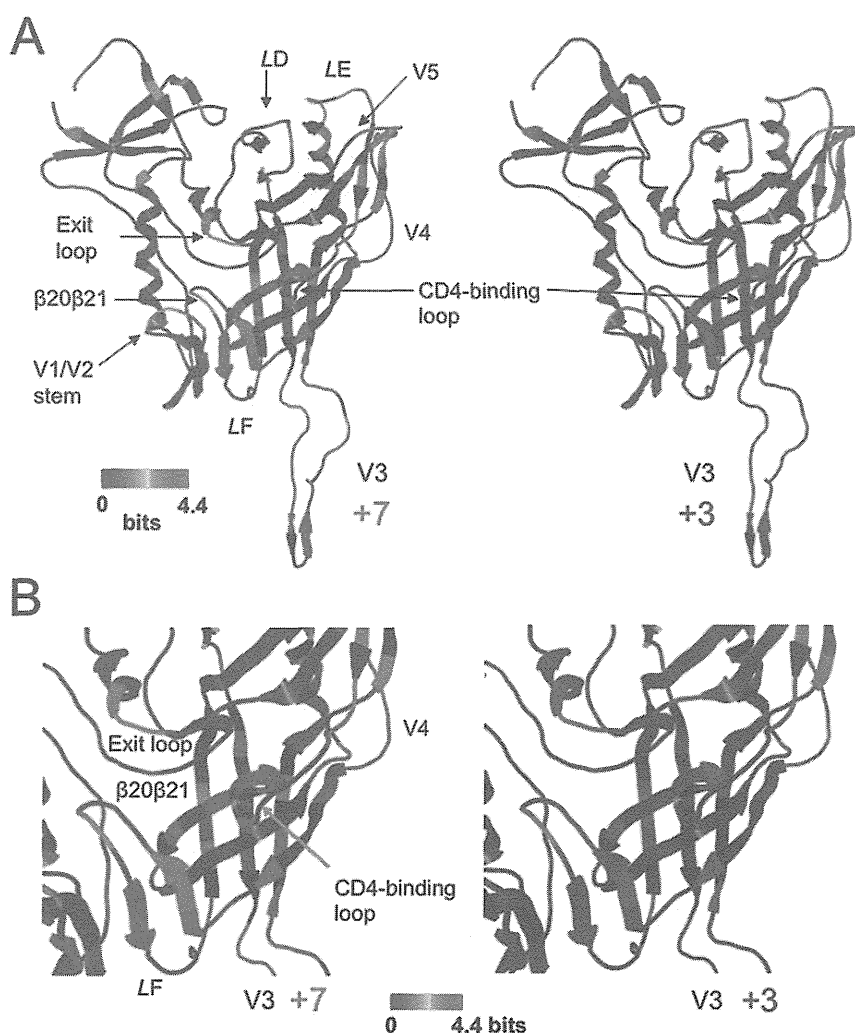 A
LD
LE
V5
Exit
loop
V4
β20β21
CD4-binding
loop
V1/V2
stem
LF
V3
V3
+7
+3
0
4.4
bits
B
Exit loop
V4
β20β21
CD4-binding
loop
LF
V3 +7
V3 +3
0
4.4 bits